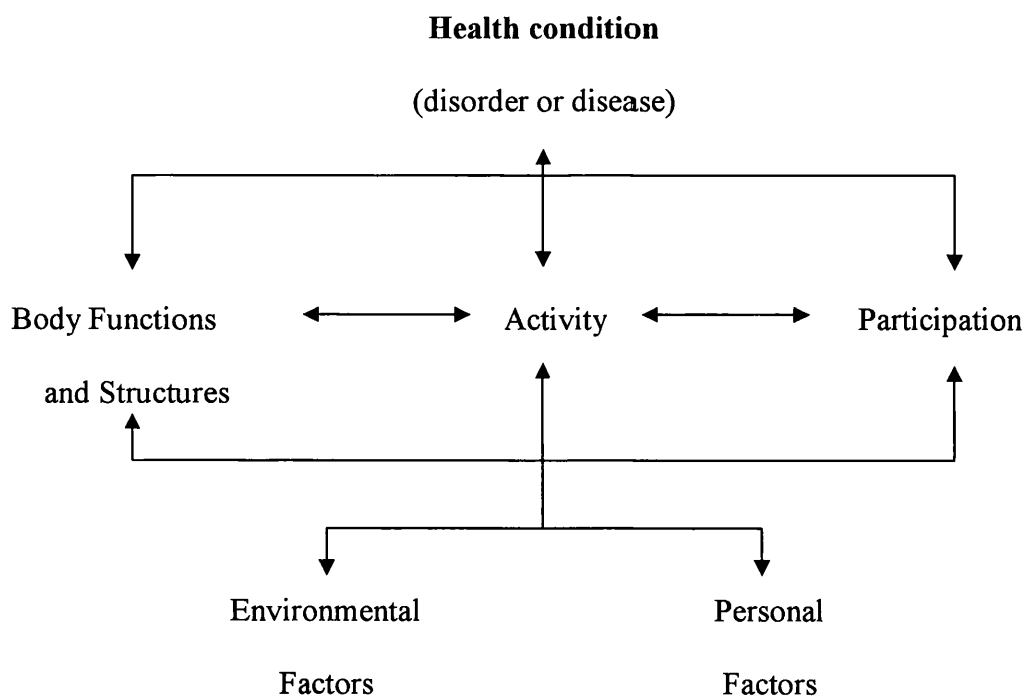 Health condition
(disorder or disease)
Body Functions
and Structures
Activity
Participation
Environmental
Factors
Personal
Factors